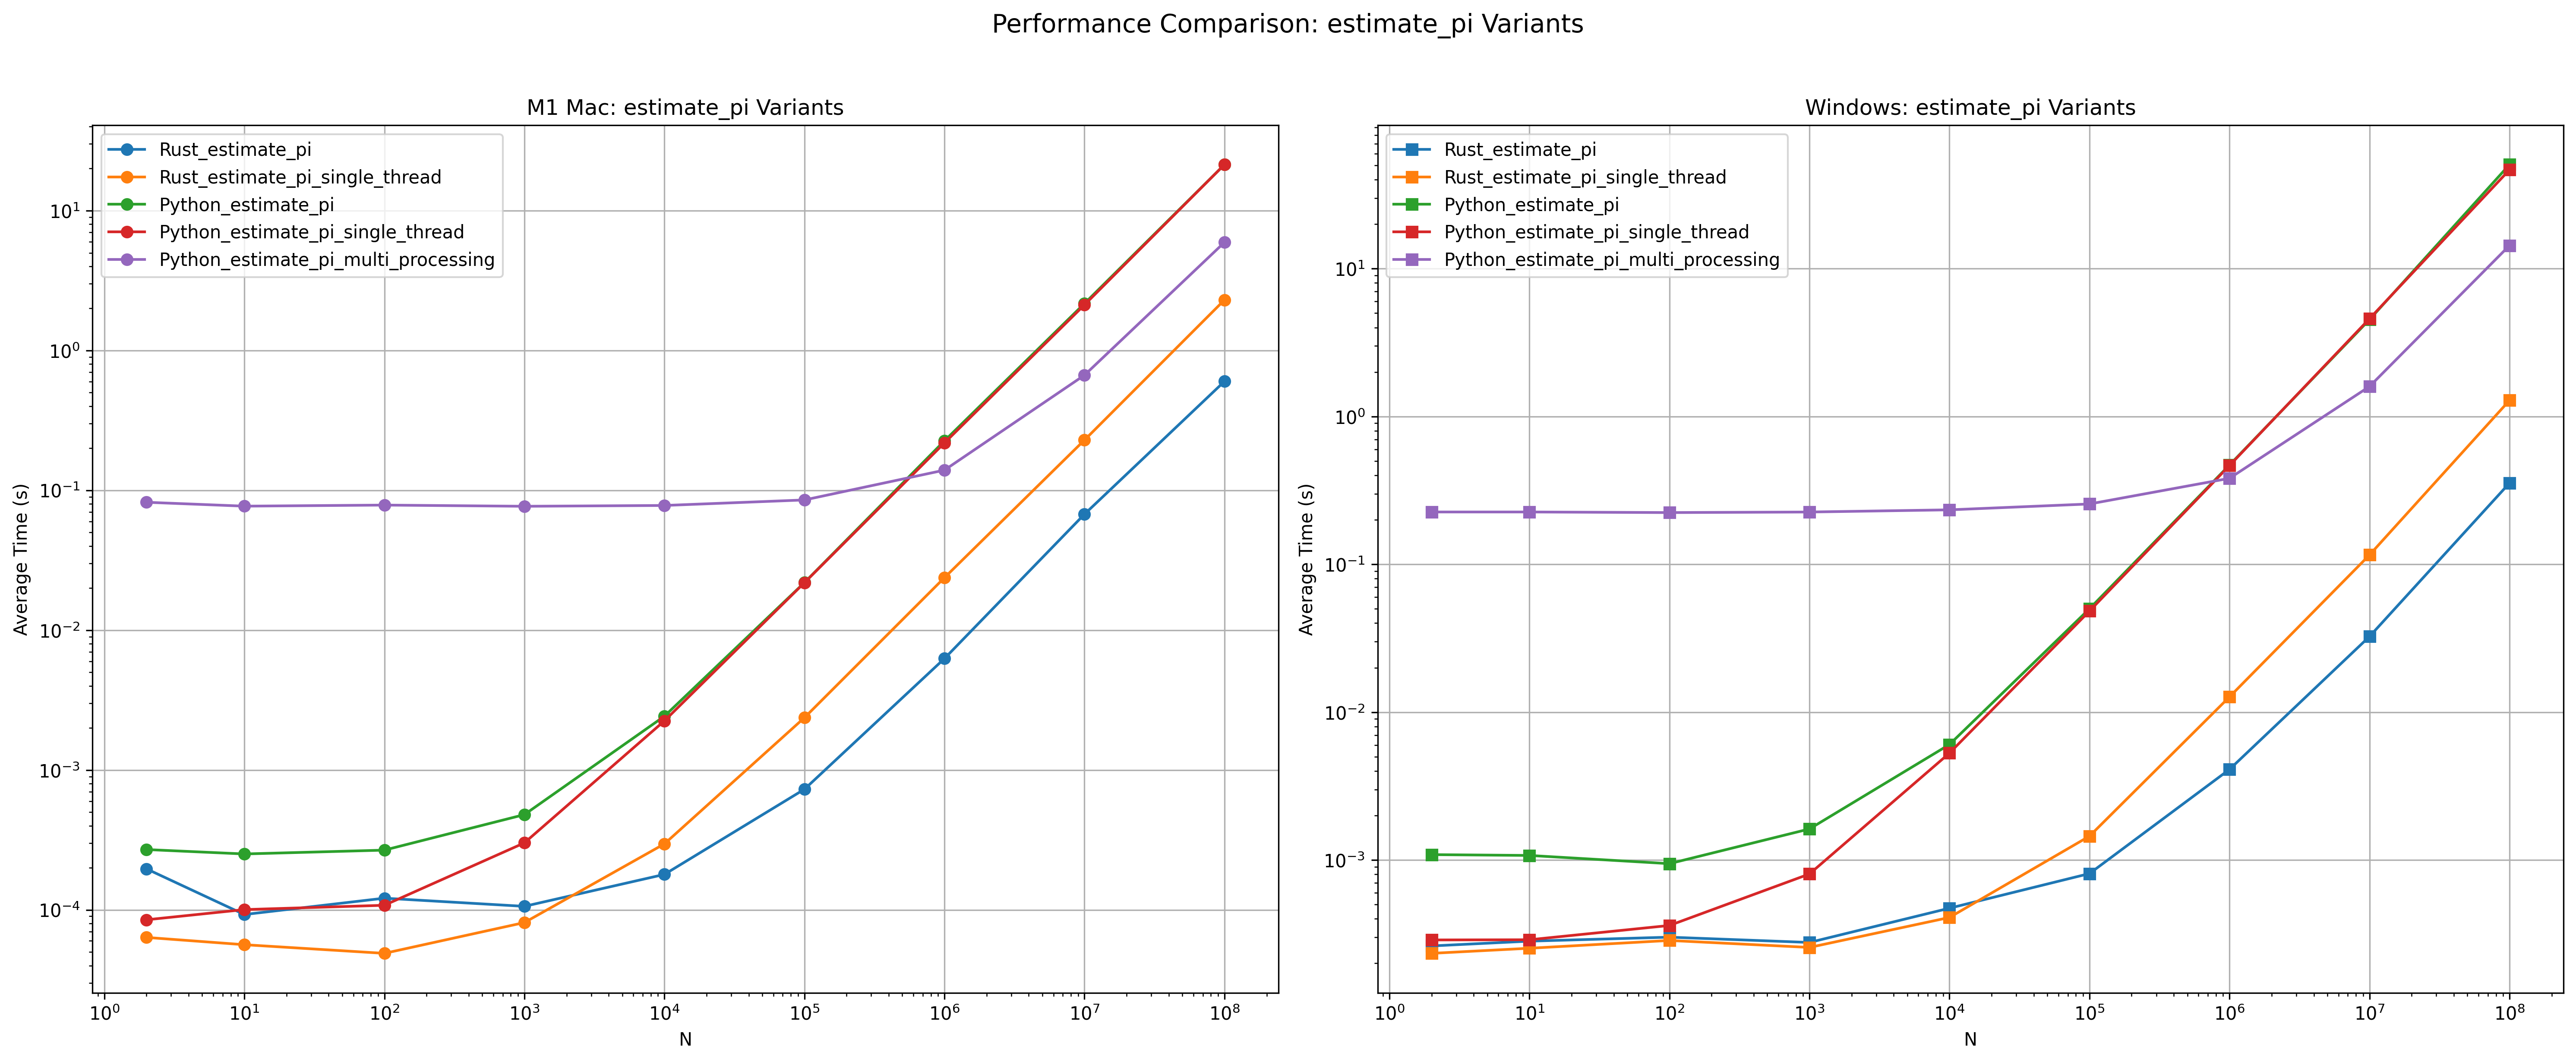 Performance Comparison: estimate_pi Variants
M1 Mac: estimate_pi Variants
Rust_estimate_pi
Rust_estimate_pi_single_thread
Python_estimate_pi
Python_estimate_pi_single_thread
Python_estimate_pi_multi_processing
Average Time (s)
10¹
10⁰
10⁻¹
10⁻²
10⁻³
10⁻⁴
10⁰ 10¹ 10² 10³ 10⁴ 10⁵ 10⁶ 10⁷ 10⁸
N
Windows: estimate_pi Variants
Rust_estimate_pi
Rust_estimate_pi_single_thread
Python_estimate_pi
Python_estimate_pi_single_thread
Python_estimate_pi_multi_processing
Average Time (s)
10¹
10⁰
10⁻¹
10⁻²
10⁻³
10⁰ 10¹ 10² 10³ 10⁴ 10⁵ 10⁶ 10⁷ 10⁸
N